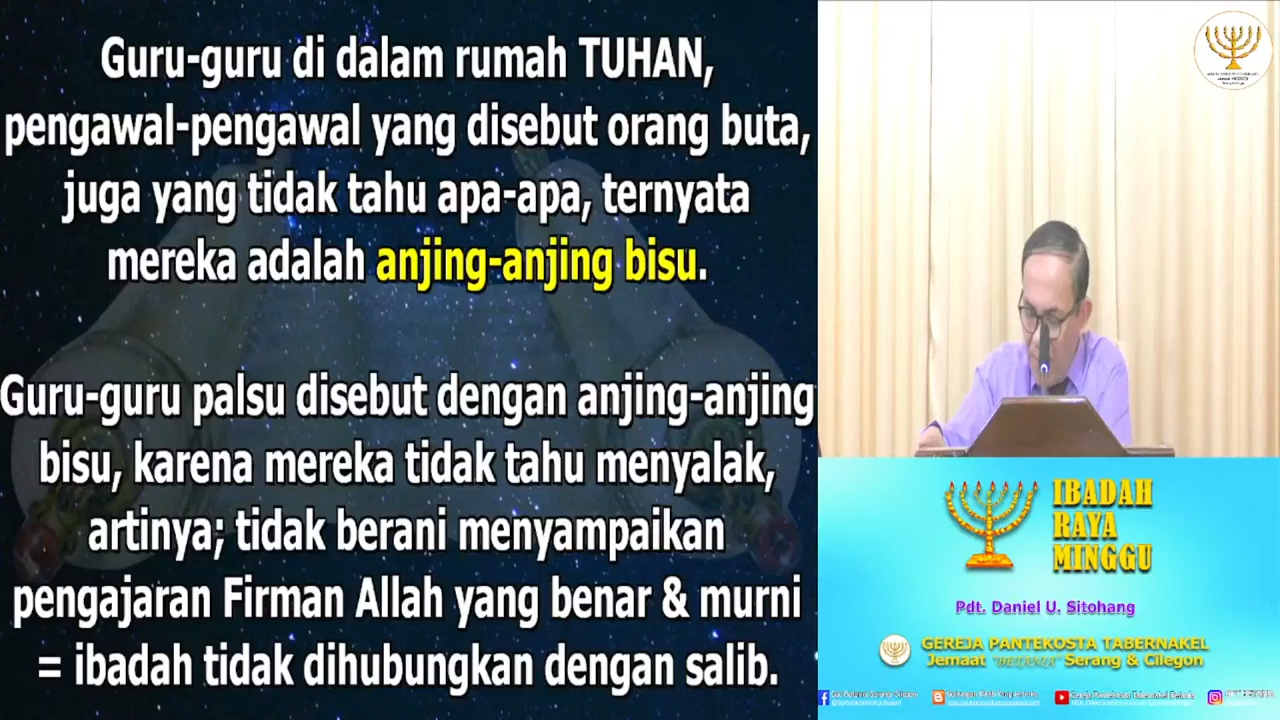 Guru-guru di dalam rumah TUHAN,
pengawal-pengawal yang disebut orang buta,
juga yang tidak tahu apa-apa, ternyata
mereka adalah anjing-anjing bisu.
Guru-guru palsu disebut dengan anjing-anjing
bisu, karena mereka tidak tahu menyalak,
artinya; tidak berani menyampaikan
pengajaran Firman Allah yang benar & murni
= ibadah tidak dihubungkan dengan salib.
IBADAH
RAYA
MINGGU
Pdt. Daniel U. Sitohang
GEREJA PANTEKOSTA TABERNAKEL
Jemaat "BETANIA" Serang & Cilegon